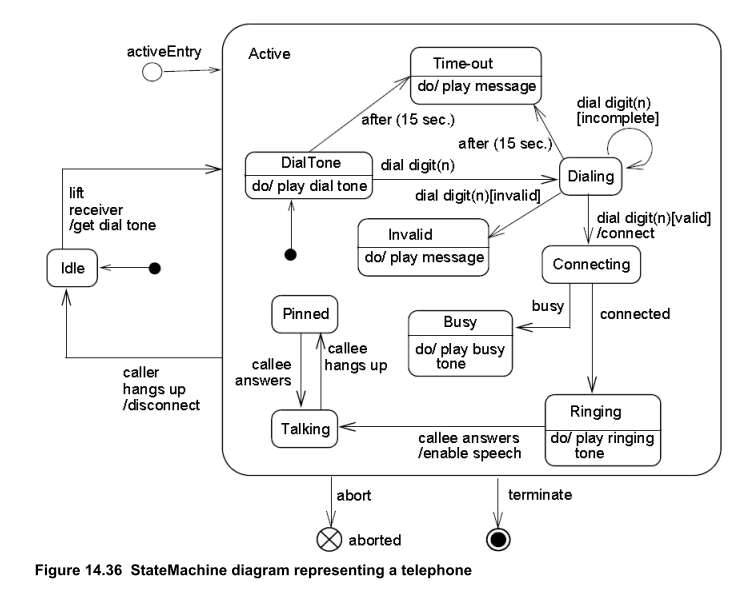 activeEntry
Active
Time-out
do/ play message
dial digit(n)
[incomplete]
after (15 sec.)
after (15 sec.)
DialTone
do/ play dial tone
dial digit(n)
Dialing
lift
receiver
/get dial tone
dial digit(n)[invalid]
dial digit(n)[valid]
/connect
Invalid
do/ play message
Idle
Connecting
Pinned
busy
connected
Busy
do/ play busy
tone
callee
answers
callee
hangs up
caller
hangs up
/disconnect
Talking
callee answers
/enable speech
Ringing
do/ play ringing
tone
abort
terminate
aborted
Figure 14.36 StateMachine diagram representing a telephone